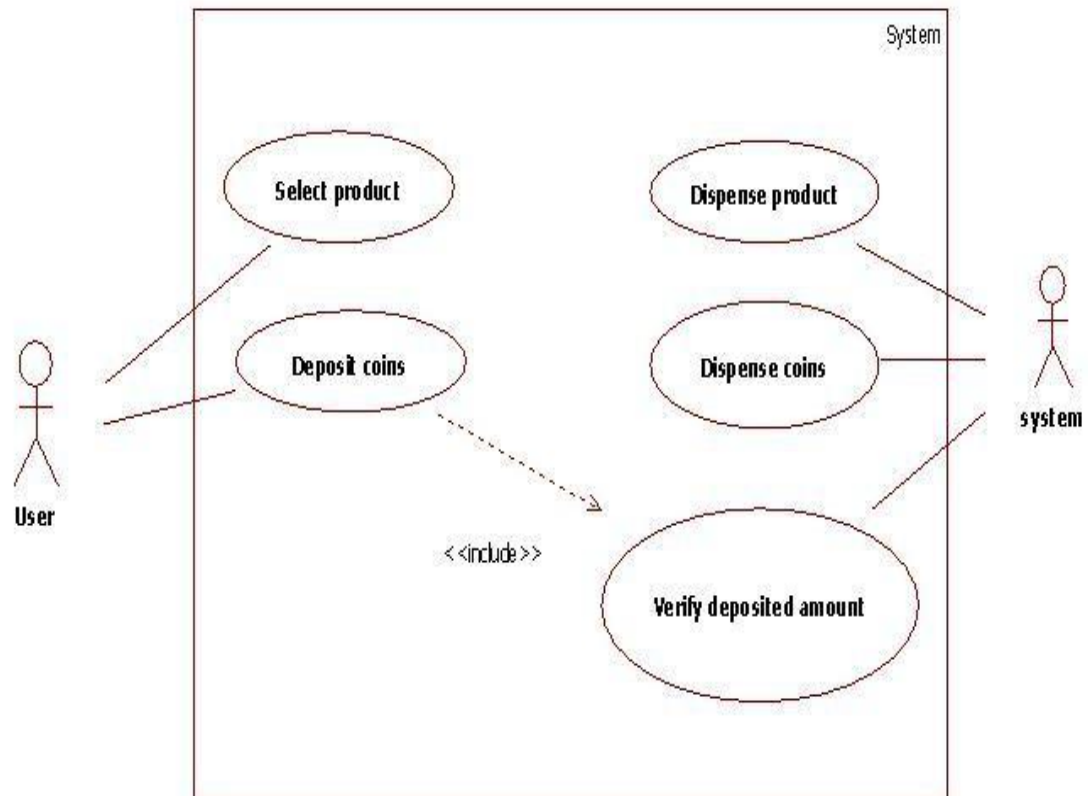 System
Select product
Dispense product
Deposit coins
Dispense coins
system
User
<<include>>
Verify deposited amount